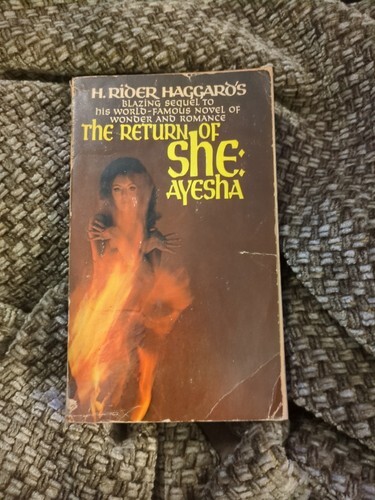 H. RIDER HAGGARD'S
BLAZING SEQUEL TO
HIS WORLD-FAMOUS NOVEL OF
WONDER AND ROMANCE
THE RETURN OF
She:
AYESHA